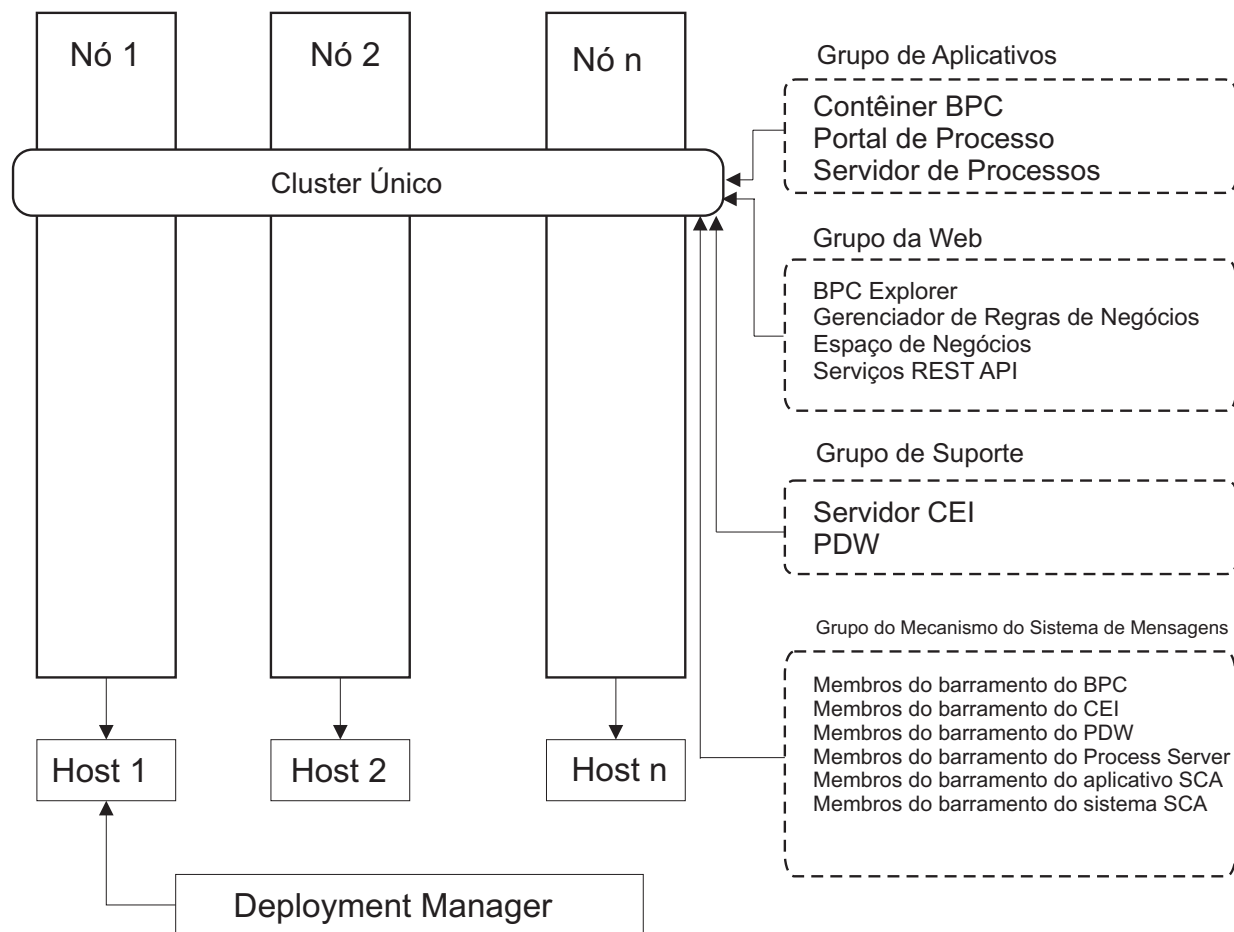 Nó 1
Nó 2
Nó n
Cluster Único
Grupo de Aplicativos
Contêiner BPC
Portal de Processo
Servidor de Processos
Grupo da Web
BPC Explorer
Gerenciador de Regras de Negócios
Espaço de Negócios
Serviços REST API
Grupo de Suporte
Servidor CEI
PDW
Grupo do Mecanismo do Sistema de Mensagens
Membros do barramento do BPC
Membros do barramento do CEI
Membros do barramento do PDW
Membros do barramento do Process Server
Membros do barramento do aplicativo SCA
Membros do barramento do sistema SCA
Host 1
Host 2
Host n
Deployment Manager